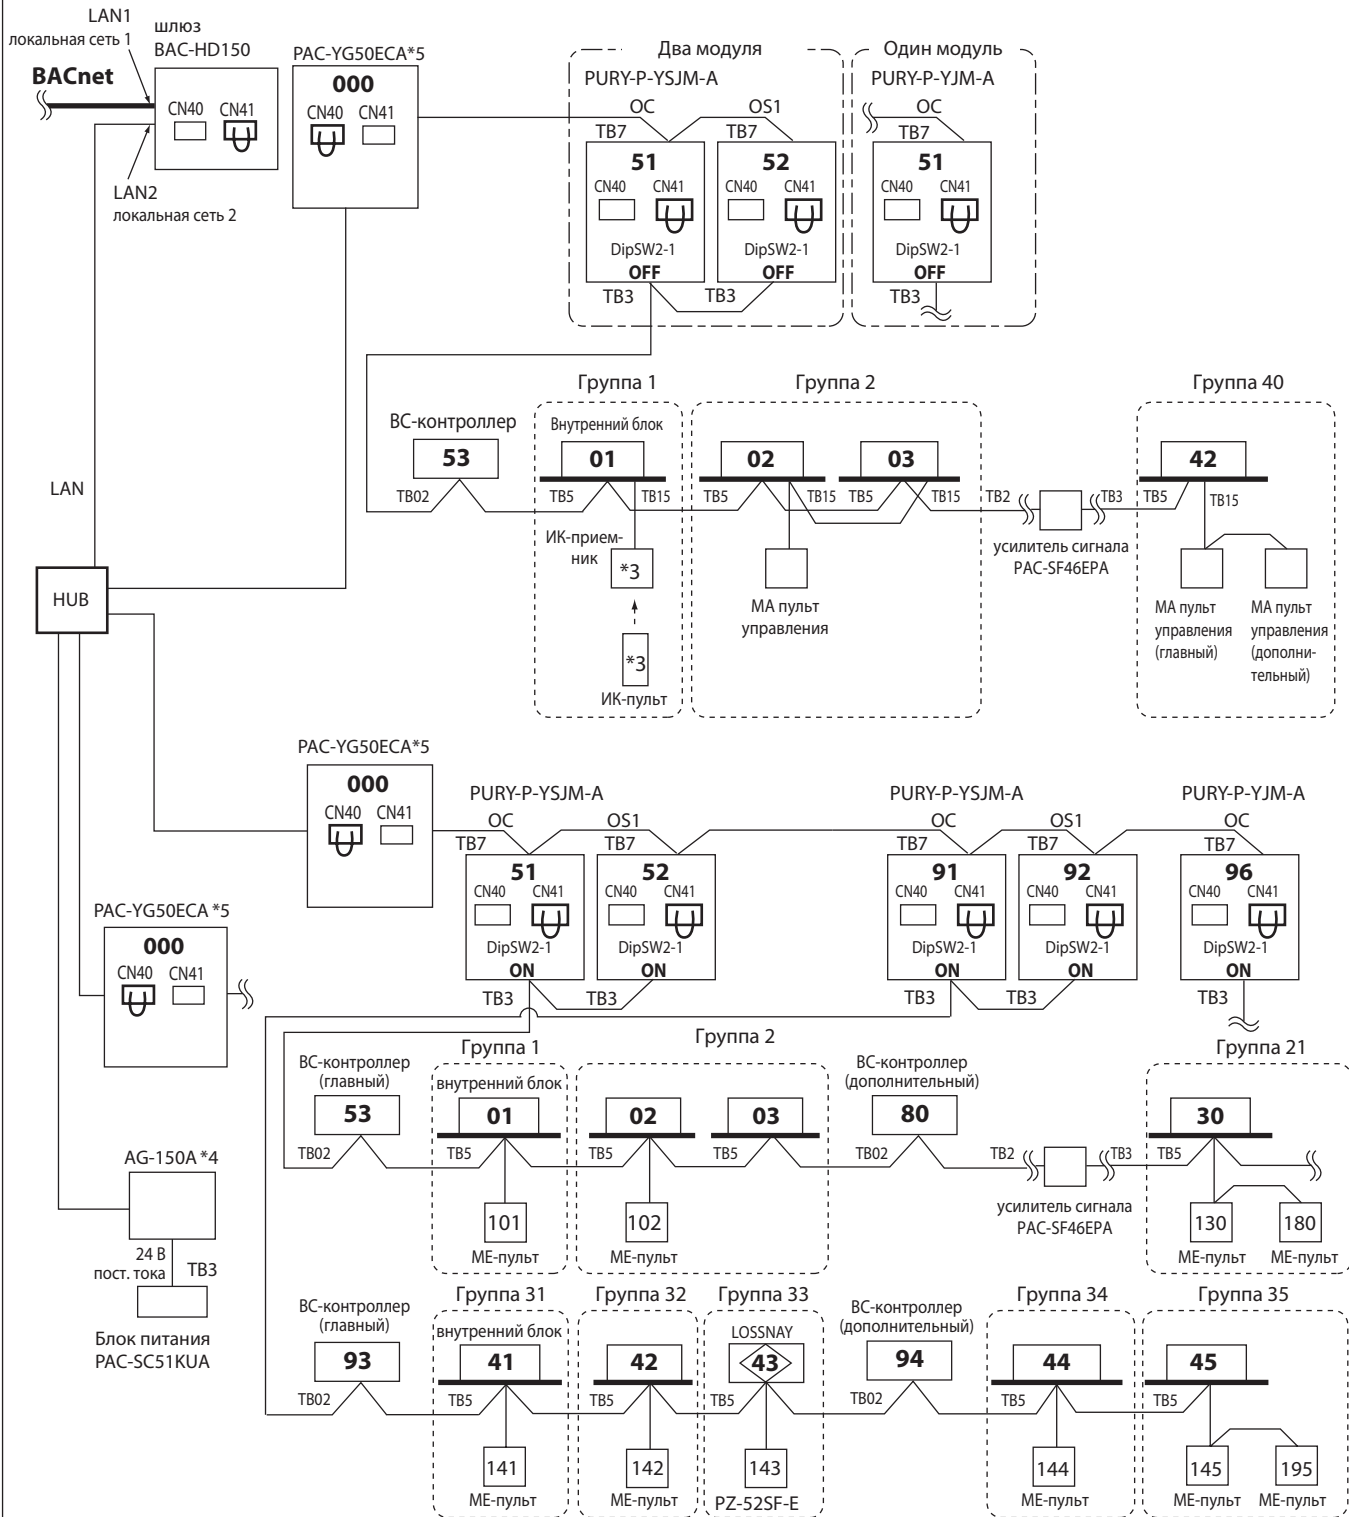 LAN1
локальная сеть 1
шлюз
BAC-HD150
BACnet
CN40 CN41
LAN2
локальная сеть 2
PAC-YG50ECA*5
000
CN40 CN41
Два модуля
PURY-P-YSJM-A
OC OS1
TB7 TB7
51 52
CN40 CN41 CN40 CN41
DipSW2-1 DipSW2-1
OFF OFF
TB3 TB3
Один модуль
PURY-P-YJM-A
OC
TB7
51
CN40 CN41
DipSW2-1
OFF
TB3
LAN
HUB
Группа 1 Группа 2 Группа 40
ВС-контроллер
Внутренний блок
53 01 02 03 42
TB02 TB5 TB15 TB5 TB15 TB5 TB15 TB2 TB3 TB5 TB15
ИК-прием-
ник
*3
*3
ИК-пульт
МА пульт
управления
усилитель сигнала
PAC-SF46EPA
МА пульт
управления
(главный)
МА пульт
управления
(дополни-
тельный)
PAC-YG50ECA*5
000
CN40 CN41
PURY-P-YSJM-A PURY-P-YSJM-A PURY-P-YJM-A
OC OS1 OC OS1 OC
TB7 TB7 TB7 TB7 TB7
51 52 91 92 96
CN40 CN41 CN40 CN41 CN40 CN41 CN40 CN41 CN40 CN41
DipSW2-1 DipSW2-1 DipSW2-1 DipSW2-1 DipSW2-1
ON ON ON ON ON
TB3 TB3 TB3 TB3 TB3
PAC-YG50ECA *5
000
CN40 CN41
Группа 1 Группа 2 Группа 21
ВС-контроллер
(главный)
внутренний блок
ВС-контроллер
(дополнительный)
53 01 02 03 80 30
TB02 TB5 TB5 TB5 TB02 TB2 TB3 TB5
усилитель сигнала
PAC-SF46EPA
101 102 130 180
МЕ-пульт МЕ-пульт МЕ-пульт МЕ-пульт
AG-150A *4
24 В
пост. тока
TB3
Блок питания
PAC-SC51KUA
Группа 31 Группа 32 Группа 33 Группа 34 Группа 35
ВС-контроллер
(главный)
внутренний блок
LOSSNAY
ВС-контроллер
(дополнительный)
93 41 42 43 94 44 45
TB02 TB5 TB5 TB5 TB02 TB5 TB5
141 142 143 144 145 195
МЕ-пульт МЕ-пульт PZ-52SF-E МЕ-пульт МЕ-пульт МЕ-пульт